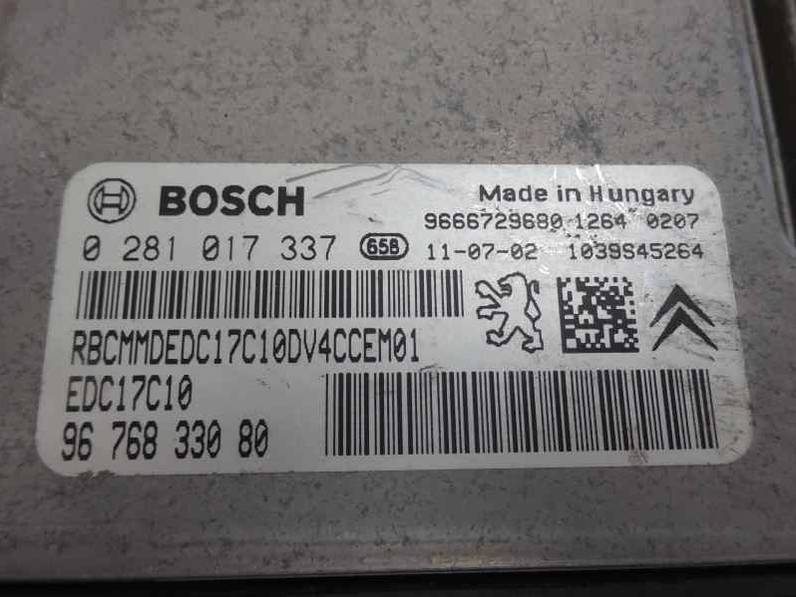 BOSCH
Made in Hungary
9666729680 1264 0207
0 281 017 337 65B 11-07-02 1039S45264
RBCMMDEDC17C10DV4CCEM01
EDC17C10
96 768 330 80